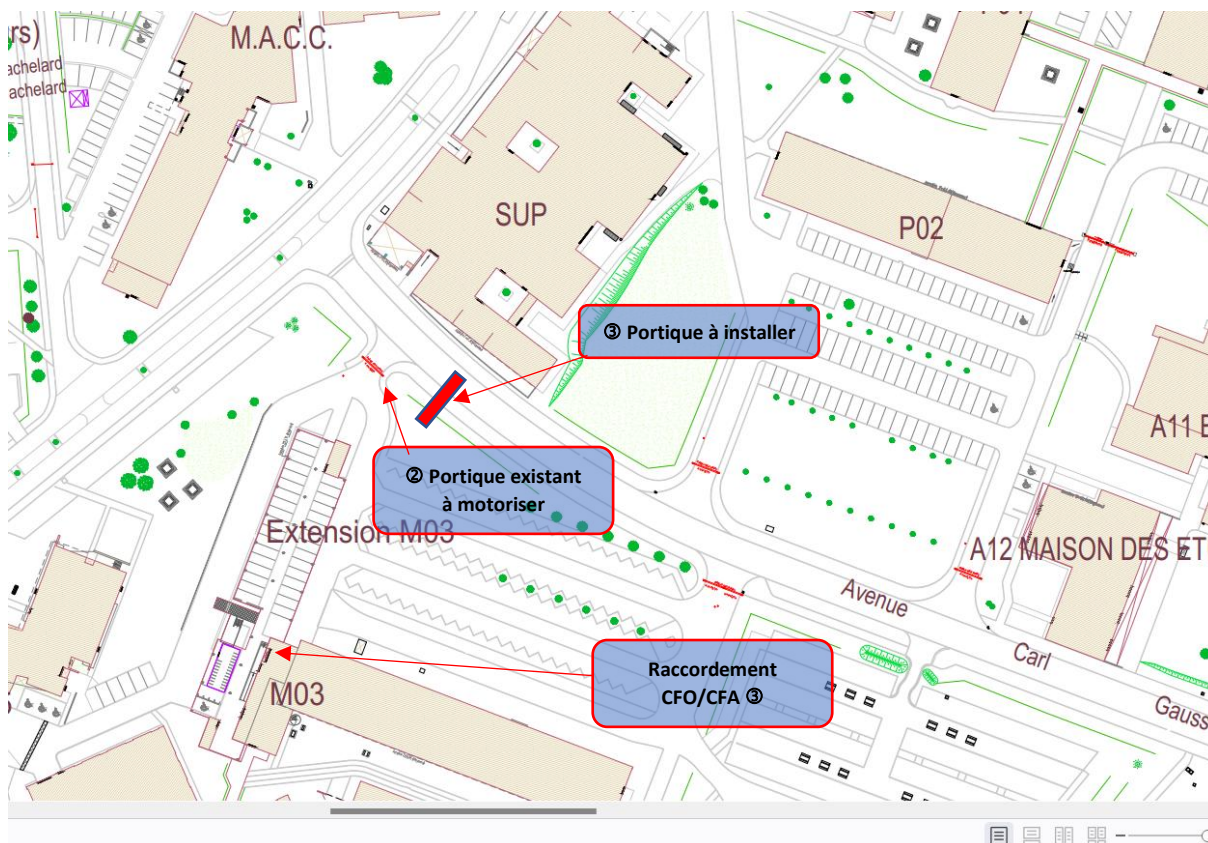 rs)
achelard
achelard
M.A.C.C.
SUP
P02
③ Portique à installer
② Portique existant
à motoriser
A11 E
Extension M03
A12 MAISON DES ET
Avenue
Carl
Gauss
Raccordement
CFO/CFA ③
M03